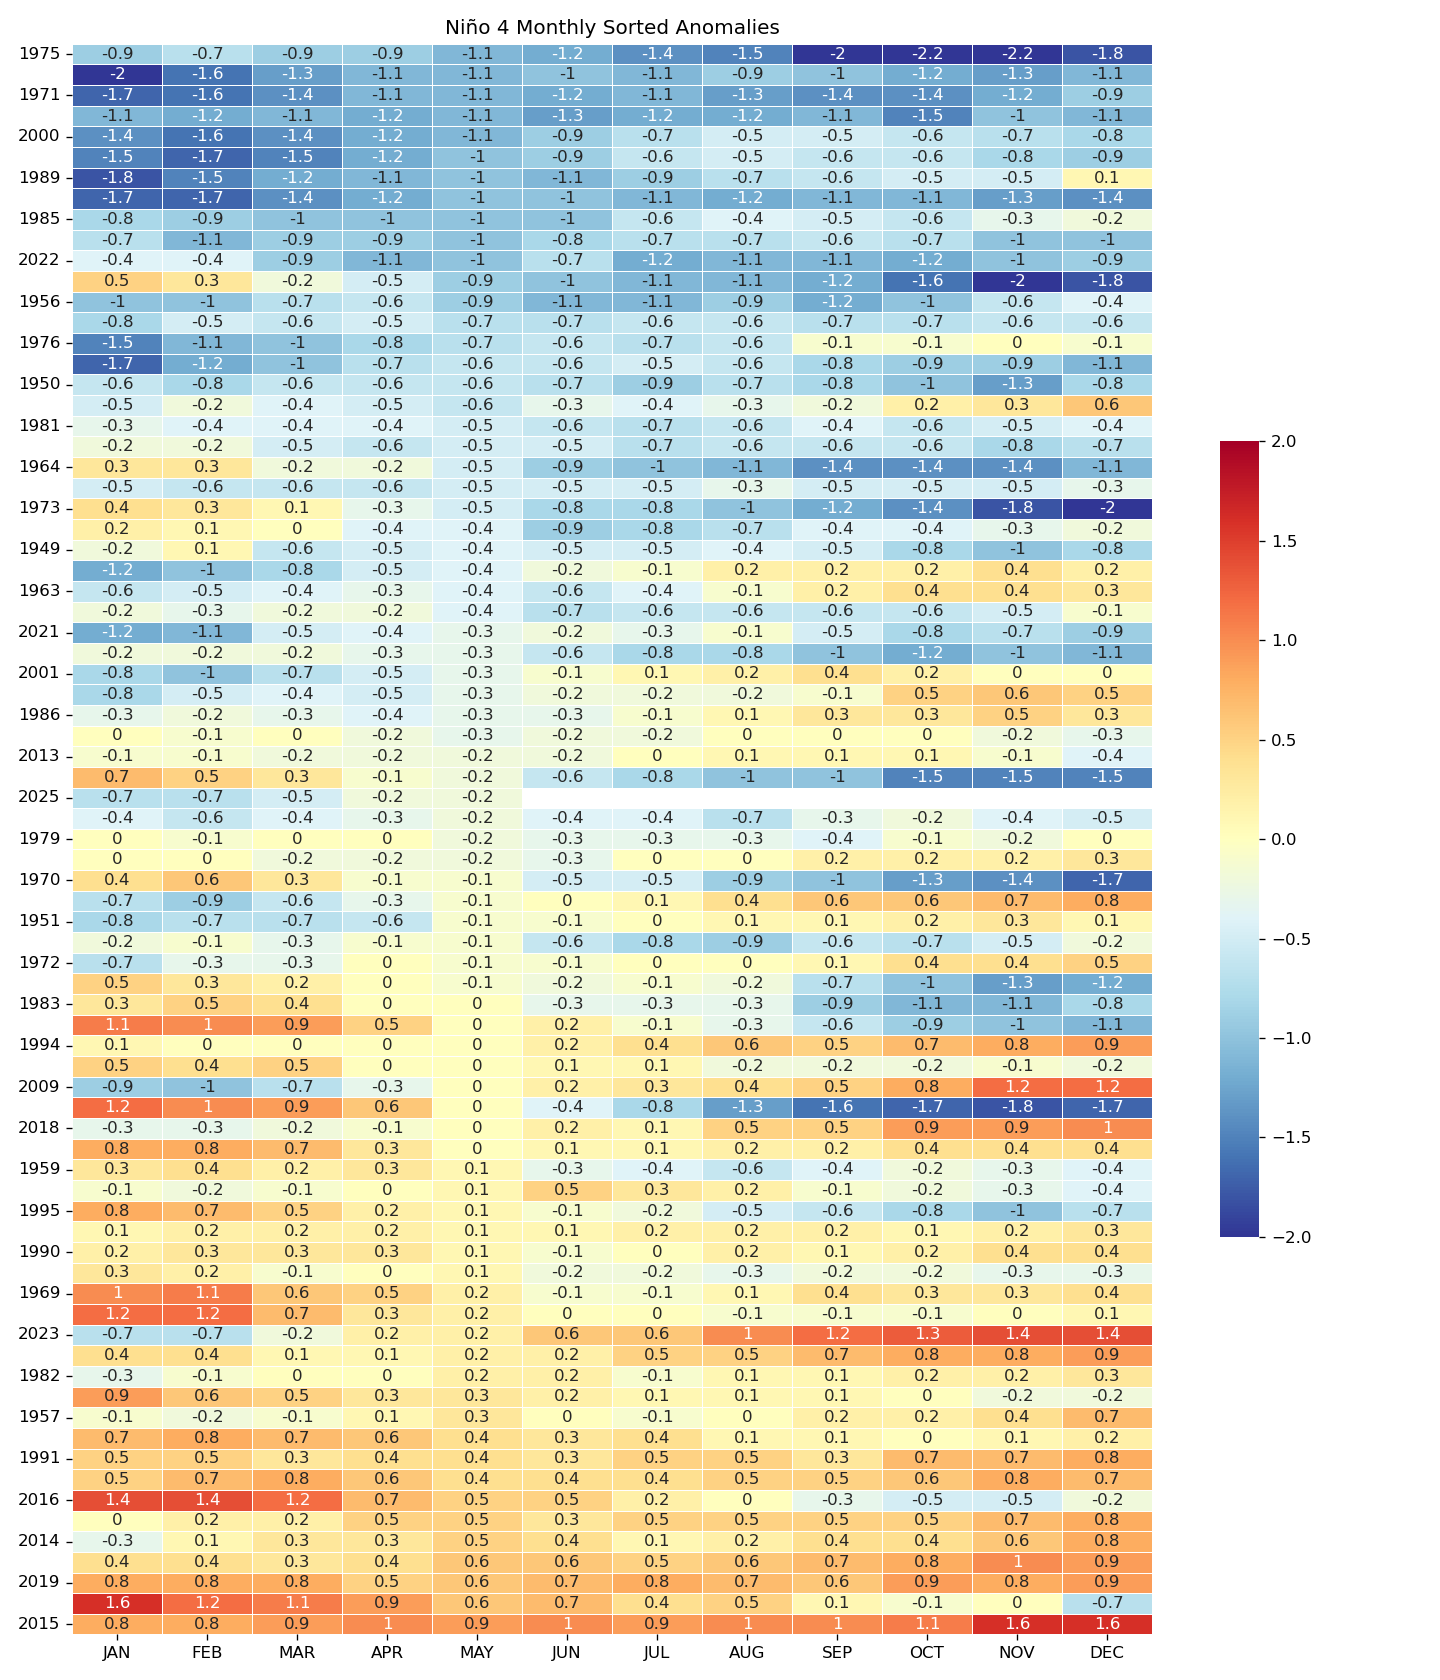 Niño 4 Monthly Sorted Anomalies
1975 -0.9 -0.7 -0.9 -0.9 -1.1 -1.2 -1.4 -1.5 -2 -2.2 -2.2 -1.8
-2 -1.6 -1.3 -1.1 -1.1 -1 -1.1 -0.9 -1 -1.2 -1.3 -1.1
1971 -1.7 -1.6 -1.4 -1.1 -1.1 -1.2 -1.1 -1.3 -1.4 -1.4 -1.2 -0.9
-1.1 -1.2 -1.1 -1.2 -1.1 -1.3 -1.2 -1.2 -1.1 -1.5 -1 -1.1
2000 -1.4 -1.6 -1.4 -1.2 -1.1 -0.9 -0.7 -0.5 -0.5 -0.6 -0.7 -0.8
-1.5 -1.7 -1.5 -1.2 -1 -0.9 -0.6 -0.5 -0.6 -0.6 -0.8 -0.9
1989 -1.8 -1.5 -1.2 -1.1 -1 -1.1 -0.9 -0.7 -0.6 -0.5 -0.5 0.1
-1.7 -1.7 -1.4 -1.2 -1 -1 -1.1 -1.2 -1.1 -1.1 -1.3 -1.4
1985 -0.8 -0.9 -1 -1 -1 -1 -0.6 -0.4 -0.5 -0.6 -0.3 -0.2
-0.7 -1.1 -0.9 -0.9 -1 -0.8 -0.7 -0.7 -0.6 -0.7 -1 -1
2022 -0.4 -0.4 -0.9 -1.1 -1 -0.7 -1.2 -1.1 -1.1 -1.2 -1 -0.9
0.5 0.3 -0.2 -0.5 -0.9 -1 -1.1 -1.1 -1.2 -1.6 -2 -1.8
1956 -1 -1 -0.7 -0.6 -0.9 -1.1 -1.1 -0.9 -1.2 -1 -0.6 -0.4
-0.8 -0.5 -0.6 -0.5 -0.7 -0.7 -0.6 -0.6 -0.7 -0.7 -0.6 -0.6
1976 -1.5 -1.1 -1 -0.8 -0.7 -0.6 -0.7 -0.6 -0.1 -0.1 0 -0.1
-1.7 -1.2 -1 -0.7 -0.6 -0.6 -0.5 -0.6 -0.8 -0.9 -0.9 -1.1
1950 -0.6 -0.8 -0.6 -0.6 -0.6 -0.7 -0.9 -0.7 -0.8 -1 -1.3 -0.8
-0.5 -0.2 -0.4 -0.5 -0.6 -0.3 -0.4 -0.3 -0.2 0.2 0.3 0.6
1981 -0.3 -0.4 -0.4 -0.4 -0.5 -0.6 -0.7 -0.6 -0.4 -0.6 -0.5 -0.4
-0.2 -0.2 -0.5 -0.6 -0.5 -0.5 -0.7 -0.6 -0.6 -0.6 -0.8 -0.7
1964 0.3 0.3 -0.2 -0.2 -0.5 -0.9 -1 -1.1 -1.4 -1.4 -1.4 -1.1
-0.5 -0.6 -0.6 -0.6 -0.5 -0.5 -0.5 -0.3 -0.5 -0.5 -0.5 -0.3
1973 0.4 0.3 0.1 -0.3 -0.5 -0.8 -0.8 -1 -1.2 -1.4 -1.8 -2
0.2 0.1 0 -0.4 -0.4 -0.9 -0.8 -0.7 -0.4 -0.4 -0.3 -0.2
1949 -0.2 0.1 -0.6 -0.5 -0.4 -0.5 -0.5 -0.4 -0.5 -0.8 -1 -0.8
-1.2 -1 -0.8 -0.5 -0.4 -0.2 -0.1 0.2 0.2 0.2 0.4 0.2
1963 -0.6 -0.5 -0.4 -0.3 -0.4 -0.6 -0.4 -0.1 0.2 0.4 0.4 0.3
-0.2 -0.3 -0.2 -0.2 -0.4 -0.7 -0.6 -0.6 -0.6 -0.6 -0.5 -0.1
2021 -1.2 -1.1 -0.5 -0.4 -0.3 -0.2 -0.3 -0.1 -0.5 -0.8 -0.7 -0.9
-0.2 -0.2 -0.2 -0.3 -0.3 -0.6 -0.8 -0.8 -1 -1.2 -1 -1.1
2001 -0.8 -1 -0.7 -0.5 -0.3 -0.1 0.1 0.2 0.4 0.2 0 0
-0.8 -0.5 -0.4 -0.5 -0.3 -0.2 -0.2 -0.2 -0.1 0.5 0.6 0.5
1986 -0.3 -0.2 -0.3 -0.4 -0.3 -0.3 -0.1 0.1 0.3 0.3 0.5 0.3
0 -0.1 0 -0.2 -0.3 -0.2 -0.2 0 0 0 -0.2 -0.3
2013 -0.1 -0.1 -0.2 -0.2 -0.2 -0.2 0 0.1 0.1 0.1 -0.1 -0.4
0.7 0.5 0.3 -0.1 -0.2 -0.6 -0.8 -1 -1 -1.5 -1.5 -1.5
2025 -0.7 -0.7 -0.5 -0.2 -0.2
-0.4 -0.6 -0.4 -0.3 -0.2 -0.4 -0.4 -0.7 -0.3 -0.2 -0.4 -0.5
1979 0 -0.1 0 0 -0.2 -0.3 -0.3 -0.3 -0.4 -0.1 -0.2 0
0 0 -0.2 -0.2 -0.2 -0.3 0 0 0.2 0.2 0.2 0.3
1970 0.4 0.6 0.3 -0.1 -0.1 -0.5 -0.5 -0.9 -1 -1.3 -1.4 -1.7
-0.7 -0.9 -0.6 -0.3 -0.1 0 0.1 0.4 0.6 0.6 0.7 0.8
1951 -0.8 -0.7 -0.7 -0.6 -0.1 -0.1 0 0.1 0.1 0.2 0.3 0.1
-0.2 -0.1 -0.3 -0.1 -0.1 -0.6 -0.8 -0.9 -0.6 -0.7 -0.5 -0.2
1972 -0.7 -0.3 -0.3 0 -0.1 -0.1 0 0 0.1 0.4 0.4 0.5
0.5 0.3 0.2 0 -0.1 -0.2 -0.1 -0.2 -0.7 -1 -1.3 -1.2
1983 0.3 0.5 0.4 0 0 -0.3 -0.3 -0.3 -0.9 -1.1 -1.1 -0.8
1.1 1 0.9 0.5 0 0.2 -0.1 -0.3 -0.6 -0.9 -1 -1.1
1994 0.1 0 0 0 0 0.2 0.4 0.6 0.5 0.7 0.8 0.9
0.5 0.4 0.5 0 0 0.1 0.1 -0.2 -0.2 -0.2 -0.1 -0.2
2009 -0.9 -1 -0.7 -0.3 0 0.2 0.3 0.4 0.5 0.8 1.2 1.2
1.2 1 0.9 0.6 0 -0.4 -0.8 -1.3 -1.6 -1.7 -1.8 -1.7
2018 -0.3 -0.3 -0.2 -0.1 0 0.2 0.1 0.5 0.5 0.9 0.9 1
0.8 0.8 0.7 0.3 0 0.1 0.1 0.2 0.2 0.4 0.4 0.4
1959 0.3 0.4 0.2 0.3 0.1 -0.3 -0.4 -0.6 -0.4 -0.2 -0.3 -0.4
-0.1 -0.2 -0.1 0 0.1 0.5 0.3 0.2 -0.1 -0.2 -0.3 -0.4
1995 0.8 0.7 0.5 0.2 0.1 -0.1 -0.2 -0.5 -0.6 -0.8 -1 -0.7
0.1 0.2 0.2 0.2 0.1 0.1 0.2 0.2 0.2 0.1 0.2 0.3
1990 0.2 0.3 0.3 0.3 0.1 -0.1 0 0.2 0.1 0.2 0.4 0.4
0.3 0.2 -0.1 0 0.1 -0.2 -0.2 -0.3 -0.2 -0.2 -0.3 -0.3
1969 1 1.1 0.6 0.5 0.2 -0.1 -0.1 0.1 0.4 0.3 0.3 0.4
1.2 1.2 0.7 0.3 0.2 0 0 -0.1 -0.1 -0.1 0 0.1
2023 -0.7 -0.7 -0.2 0.2 0.2 0.6 0.6 1 1.2 1.3 1.4 1.4
0.4 0.4 0.1 0.1 0.2 0.2 0.5 0.5 0.7 0.8 0.8 0.9
1982 -0.3 -0.1 0 0 0.2 0.2 -0.1 0.1 0.1 0.2 0.2 0.3
0.9 0.6 0.5 0.3 0.3 0.2 0.1 0.1 0.1 0 -0.2 -0.2
1957 -0.1 -0.2 -0.1 0.1 0.3 0 -0.1 0 0.2 0.2 0.4 0.7
0.7 0.8 0.7 0.6 0.4 0.3 0.4 0.1 0.1 0 0.1 0.2
1991 0.5 0.5 0.3 0.4 0.4 0.3 0.5 0.5 0.3 0.7 0.7 0.8
0.5 0.7 0.8 0.6 0.4 0.4 0.4 0.5 0.5 0.6 0.8 0.7
2016 1.4 1.4 1.2 0.7 0.5 0.5 0.2 0 -0.3 -0.5 -0.5 -0.2
0 0.2 0.2 0.5 0.5 0.3 0.5 0.5 0.5 0.5 0.7 0.8
2014 -0.3 0.1 0.3 0.3 0.5 0.4 0.1 0.2 0.4 0.4 0.6 0.8
0.4 0.4 0.3 0.4 0.6 0.6 0.5 0.6 0.7 0.8 1 0.9
2019 0.8 0.8 0.8 0.5 0.6 0.7 0.8 0.7 0.6 0.9 0.8 0.9
1.6 1.2 1.1 0.9 0.6 0.7 0.4 0.5 0.1 -0.1 0 -0.7
2015 0.8 0.8 0.9 1 0.9 1 0.9 1 1 1.1 1.6 1.6
JAN FEB MAR APR MAY JUN JUL AUG SEP OCT NOV DEC
2.0
1.5
1.0
0.5
0.0
−0.5
−1.0
−1.5
−2.0